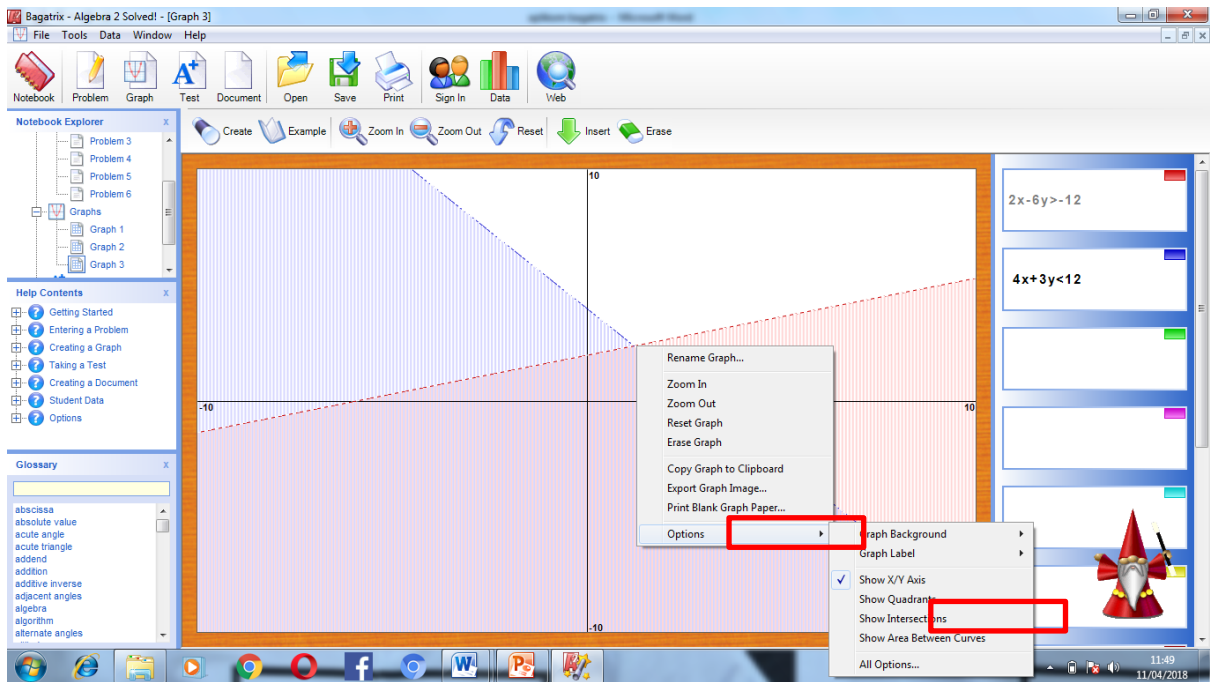 Bagatrix - Algebra 2 Solved! - [Graph 3]
File Tools Data Window Help
Notebook Problem Graph Test Document Open Save Print Sign In Data Web
Notebook Explorer x
Problem 3
Problem 4
Problem 5
Problem 6
Graphs
Graph 1
Graph 2
Graph 3
Help Contents x
Getting Started
Entering a Problem
Creating a Graph
Taking a Test
Creating a Document
Student Data
Options
Glossary x
abscissa
absolute value
acute angle
acute triangle
addend
addition
additive inverse
adjacent angles
algebra
algorithm
alternate angles
Create Example Zoom In Zoom Out Reset Insert Erase
10
-10
10
-10
2x-6y>-12
4x+3y<12
Rename Graph...
Zoom In
Zoom Out
Reset Graph
Erase Graph
Copy Graph to Clipboard
Export Graph Image...
Print Blank Graph Paper...
Options
Graph Background
Graph Label
Show X/Y Axis
Show Quadrants
Show Intersections
Show Area Between Curves
All Options...
11:49
11/04/2018